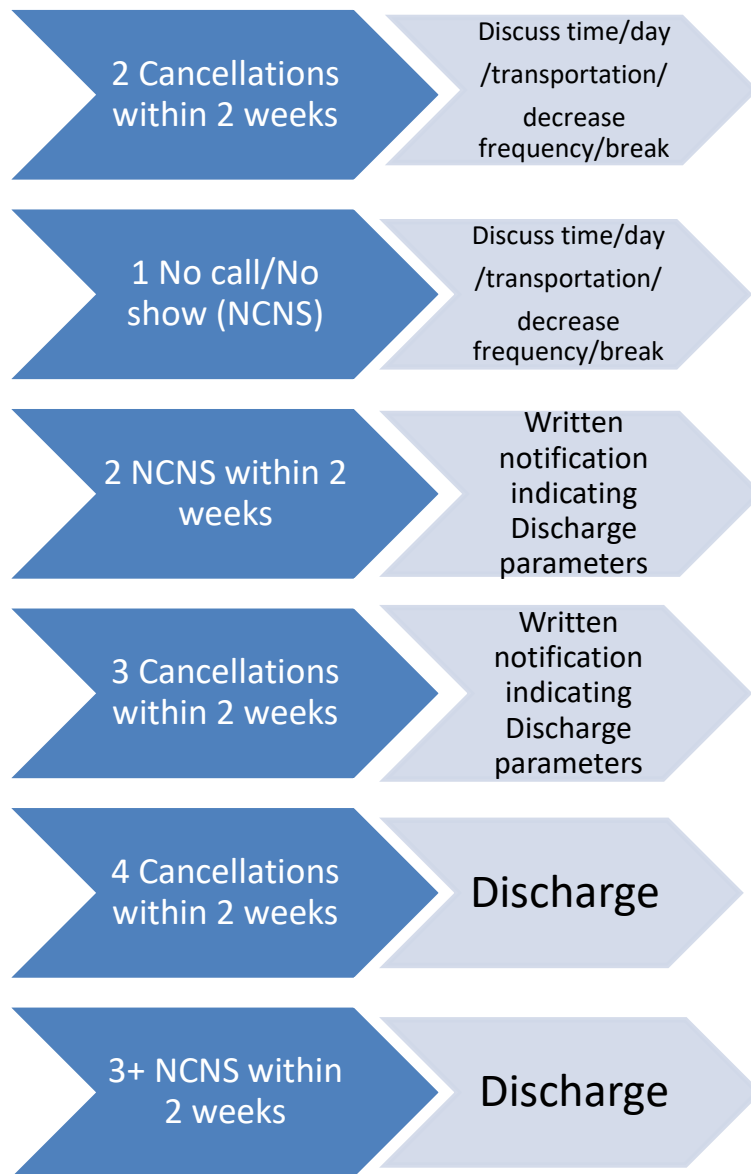 2 Cancellations
within 2 weeks
Discuss time/day
/transportation/
decrease
frequency/break
1 No call/No
show (NCNS)
Discuss time/day
/transportation/
decrease
frequency/break
2 NCNS within 2
weeks
Written
notification
indicating
Discharge
parameters
3 Cancellations
within 2 weeks
Written
notification
indicating
Discharge
parameters
4 Cancellations
within 2 weeks
Discharge
3+ NCNS within
2 weeks
Discharge